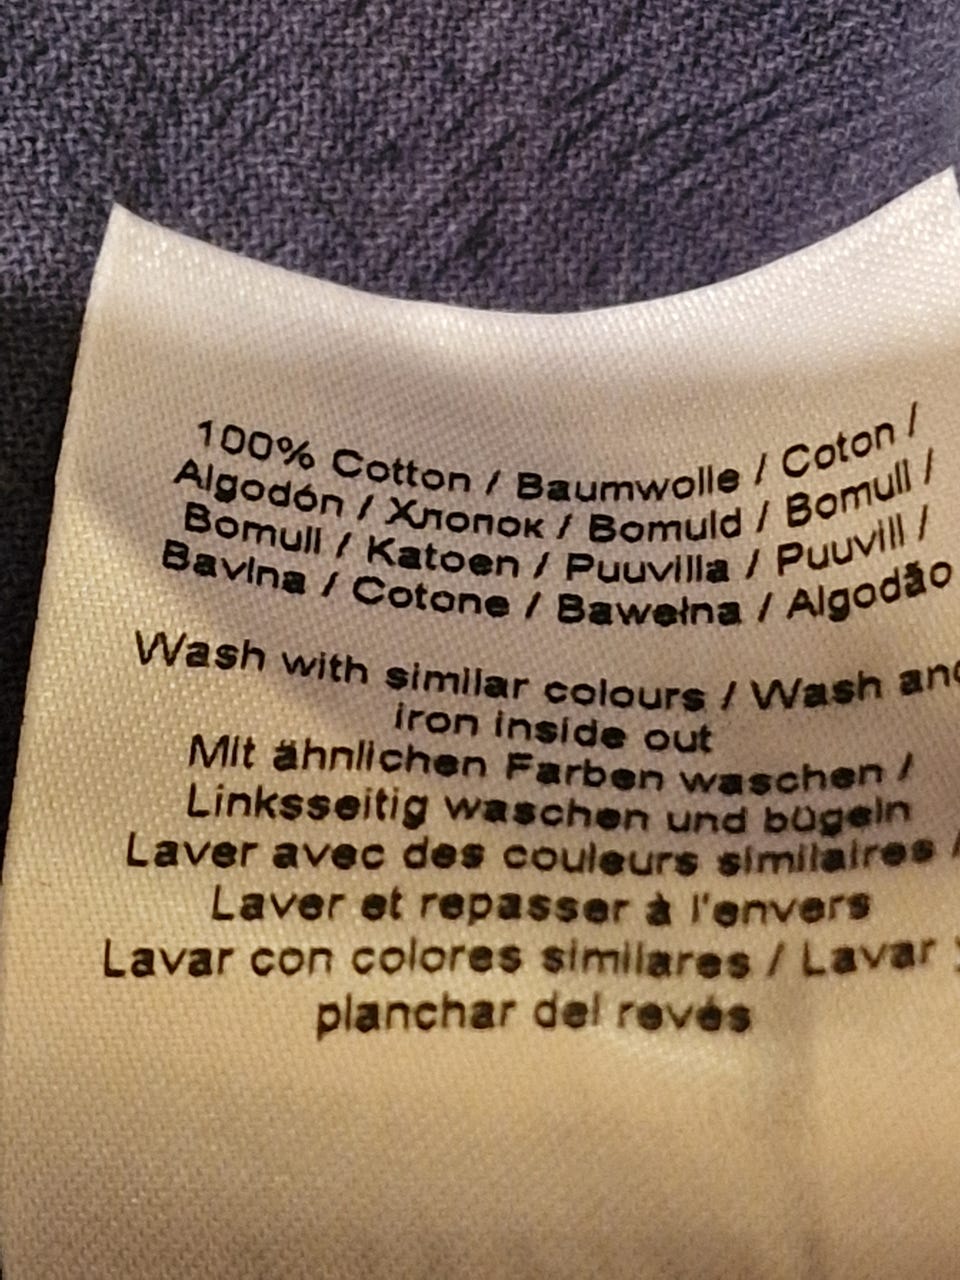 100% Cotton / Baumwolle / Coton /
Algodón / Хлопок / Bomuld / Bomull /
Bomull / Katoen / Puuvilla / Puuvill /
Bavlna / Cotone / Bawełna / Algodão
Wash with similar colours / Wash and
iron inside out
Mit ähnlichen Farben waschen /
Linksseitig waschen und bügeln
Laver avec des couleurs similaires /
Laver et repasser à l'envers
Lavar con colores similares / Lavar y
planchar del revés